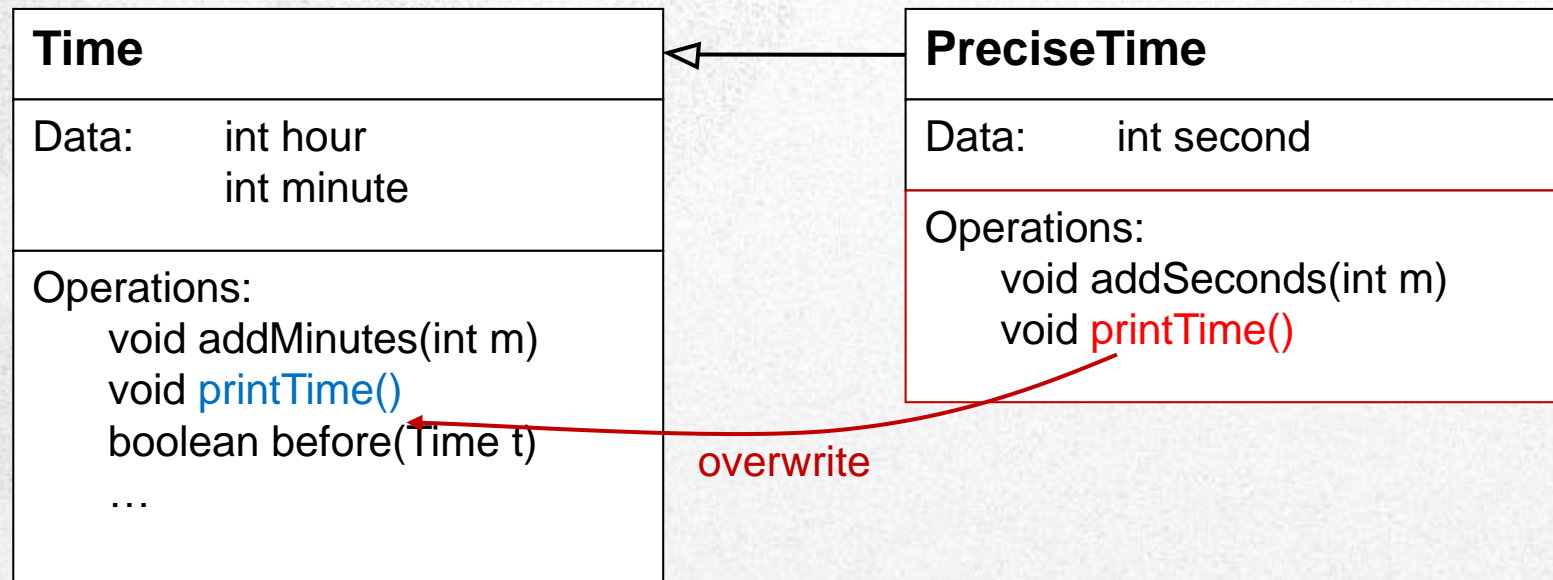 Time
Data: int hour
int minute
Operations:
void addMinutes(int m)
void printTime()
boolean before(Time t)
…
PreciseTime
Data: int second
Operations:
void addSeconds(int m)
void printTime()
overwrite